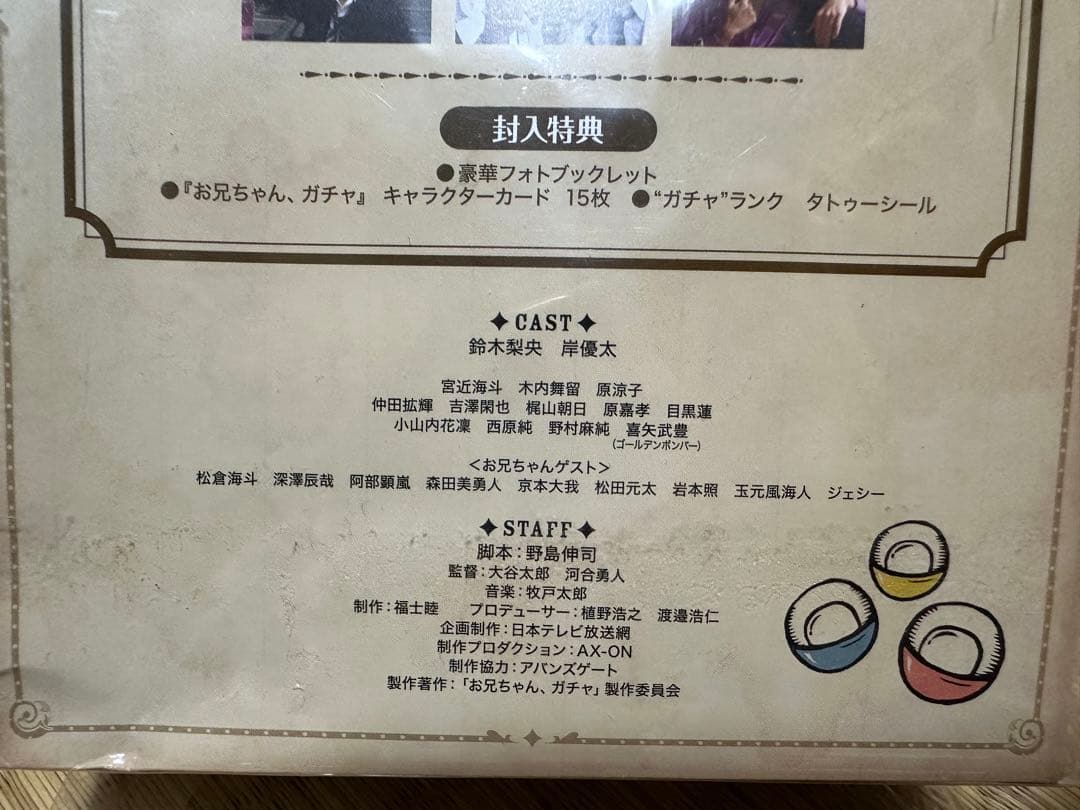 封入特典
●豪華フォトブックレット
●『お兄ちゃん、ガチャ』 キャラクターカード 15枚 ●“ガチャ”ランク タトゥーシール
✦CAST✦
鈴木梨央 岸優太
宮近海斗 木内舞留 原涼子
仲田拡輝 吉澤閑也 梶山朝日 原嘉孝 目黒蓮
小山内花凜 西原純 野村麻純 喜矢武豊
(ゴールデンボンバー)
<お兄ちゃんゲスト>
松倉海斗 深澤辰哉 阿部顕嵐 森田美勇人 京本大我 松田元太 岩本照 玉元風海人 ジェシー
✦STAFF✦
脚本:野島伸司
監督:大谷太郎 河合勇人
音楽:牧戸太郎
制作:福士睦 プロデューサー:植野浩之 渡邉浩仁
企画制作:日本テレビ放送網
制作プロダクション:AX-ON
制作協力:アバンズゲート
製作著作:「お兄ちゃん、ガチャ」製作委員会